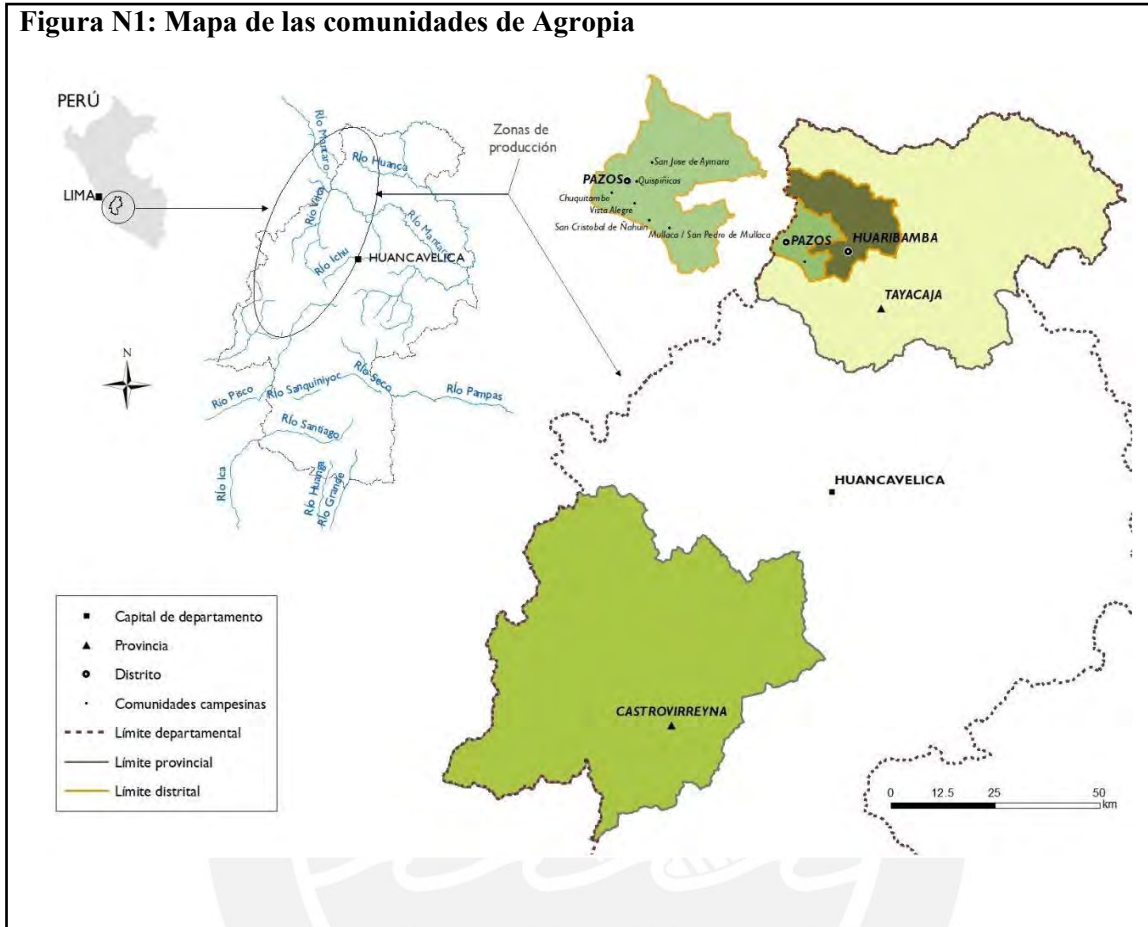 Figura N1: Mapa de las comunidades de Agropia
PERÚ
LIMA
Zonas de
producción
RÍO Mantaro
RÍO Huanca
RÍO Vilca
RÍO Mantaro
RÍO Ichu
HUANCAVELICA
N
Río Pisco
RÍO Sanquiniyoc
RÍO Seco
RÍO Pampas
RÍO Santiago
RÍO Ica
RÍO Huanga
RÍO Grande
San Jose de Aymara
PAZOS
Quispiñicas
Chuquitambo
Vista Alegre
San Cristobal de Ñahuin
Mullaca / San Pedro de Mullaca
PAZOS
HUARIBAMBA
TAYACAJA
HUANCAVELICA
CASTROVIRREYNA
Capital de departamento
Provincia
Distrito
Comunidades campesinas
Límite departamental
Límite provincial
Límite distrital
0 12.5 25 50
km